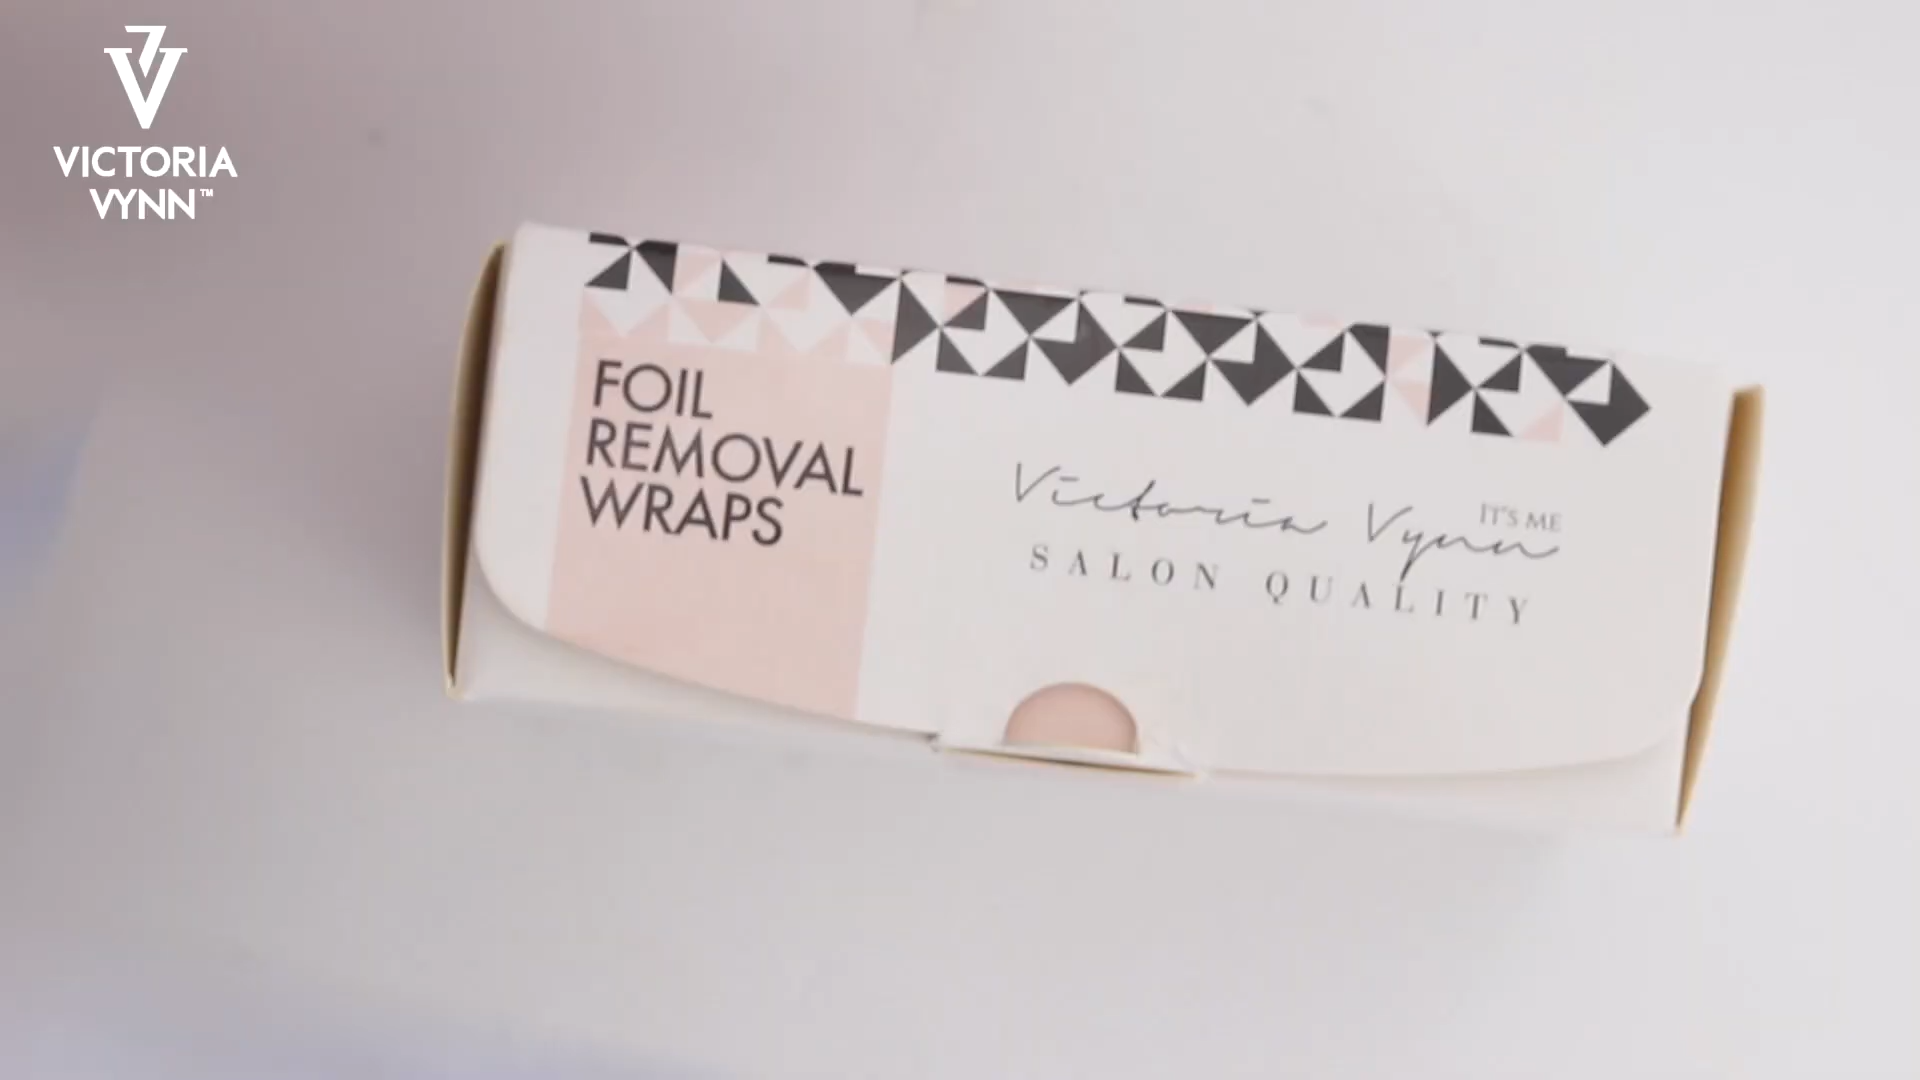 VICTORIA
VYNN™
FOIL
REMOVAL
WRAPS
IT'S ME
Victoria Vynn
SALON QUALITY